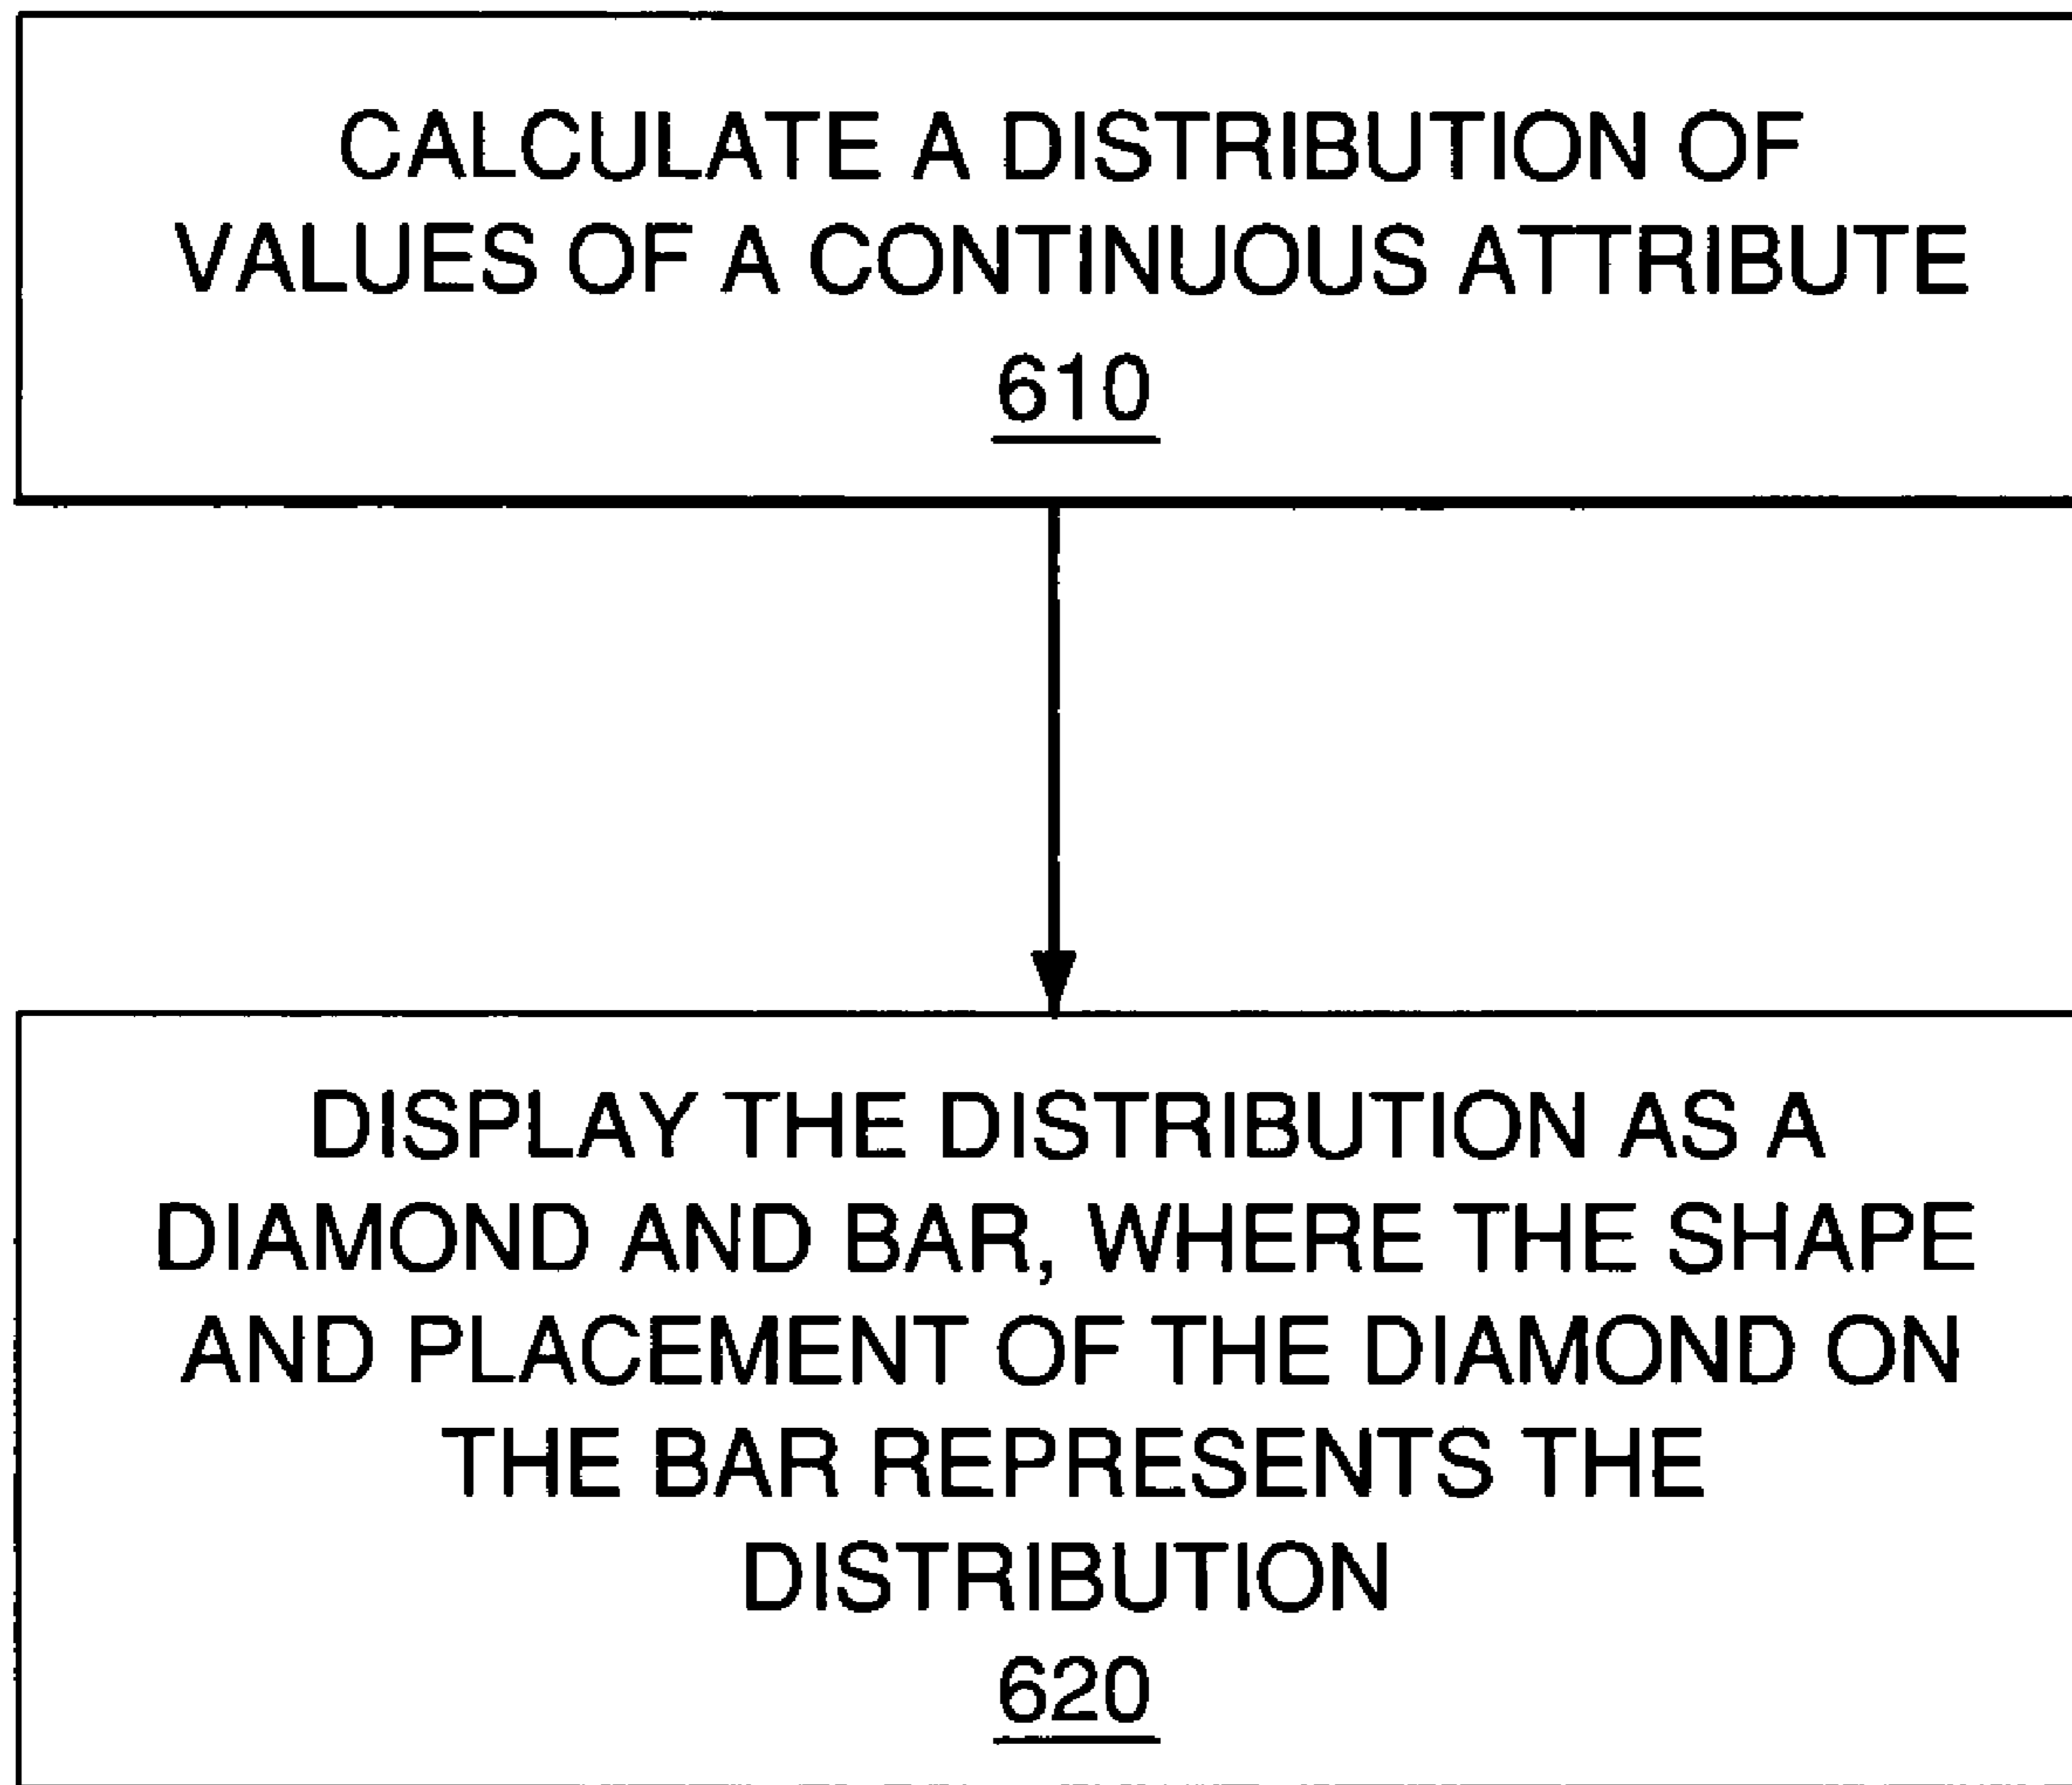 CALCULATE A DISTRIBUTION OF
VALUES OF A CONTINUOUS ATTRIBUTE
610
DISPLAY THE DISTRIBUTION AS A
DIAMOND AND BAR, WHERE THE SHAPE
AND PLACEMENT OF THE DIAMOND ON
THE BAR REPRESENTS THE
DISTRIBUTION
620